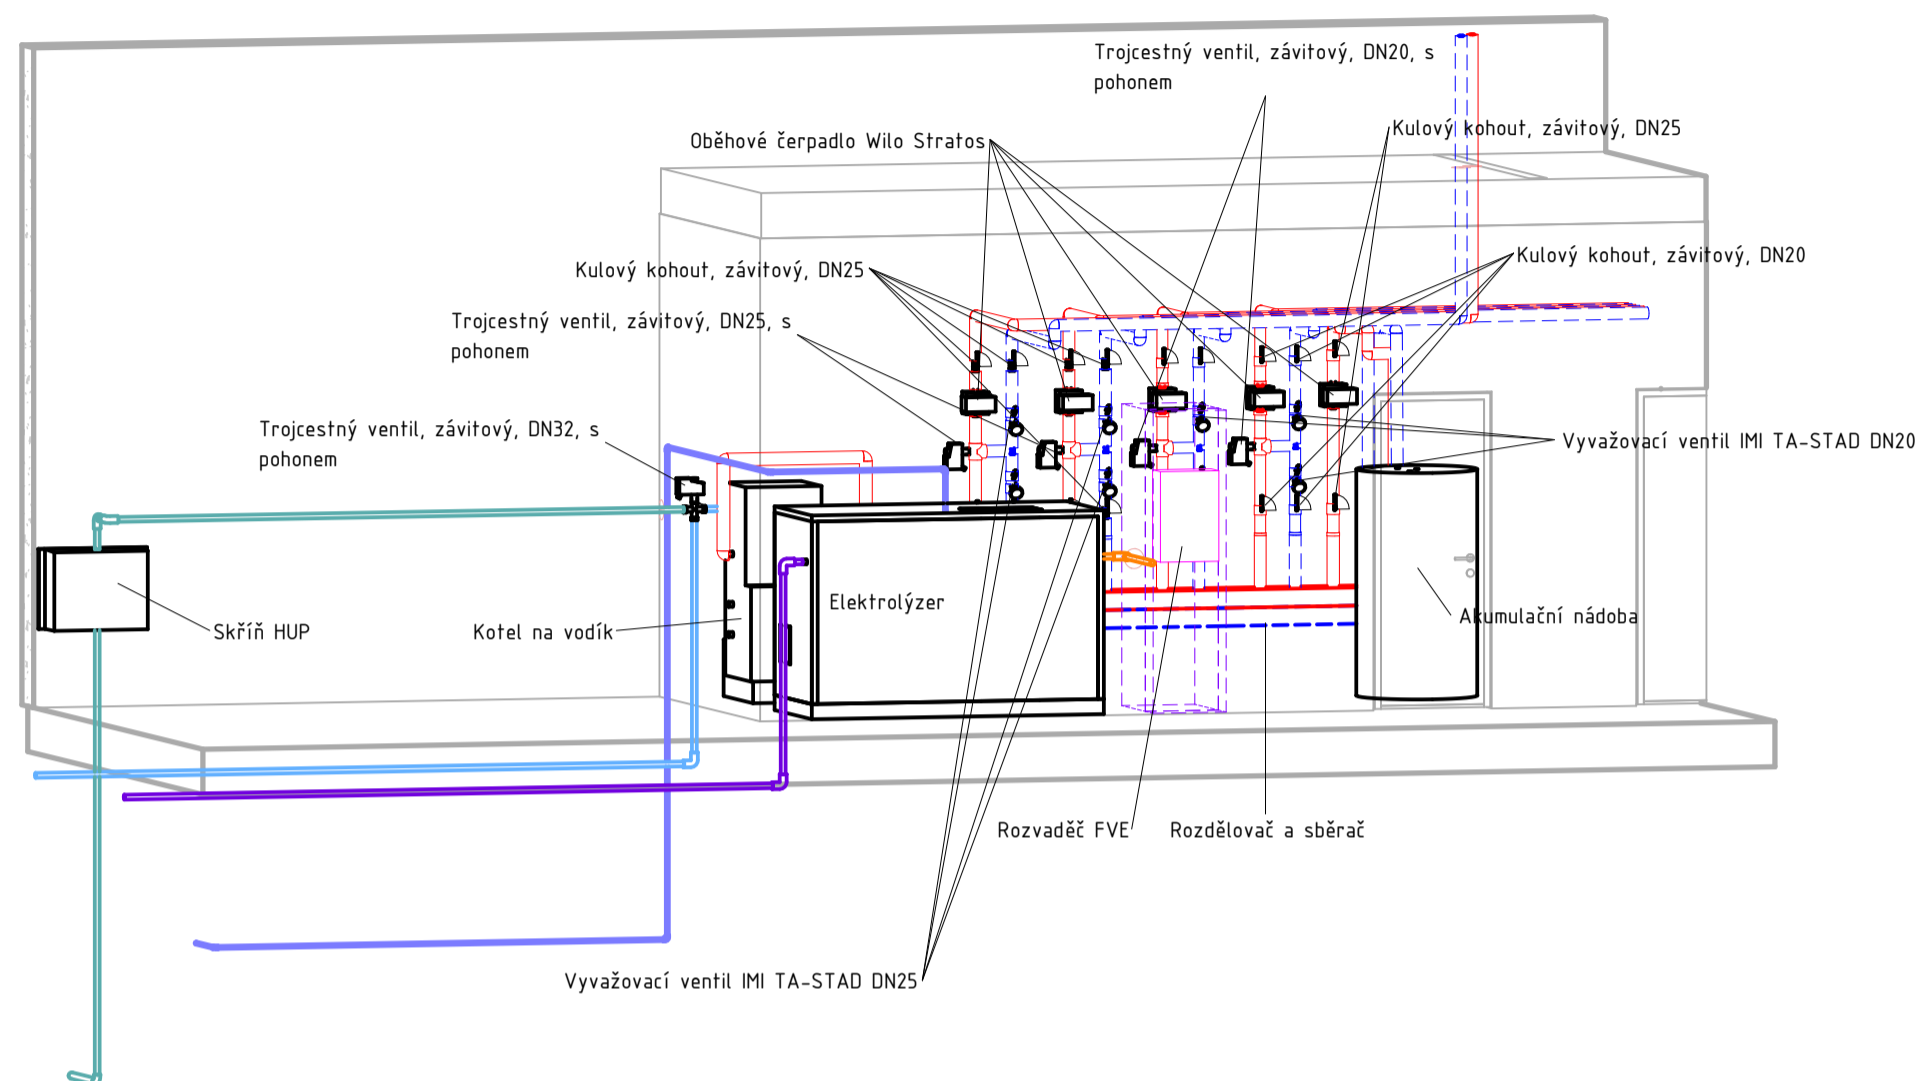 Trojcestný ventil, závitový, DN20, s
pohonem
Oběhové čerpadlo Wilo Stratos
Kulový kohout, závitový, DN25
Kulový kohout, závitový, DN25
Kulový kohout, závitový, DN20
Trojcestný ventil, závitový, DN25, s
pohonem
Trojcestný ventil, závitový, DN32, s
pohonem
Vyvažovací ventil IMI TA-STAD DN20
Elektrolýzer
Skříň HUP
Kotel na vodík
Akumulační nádoba
Rozvaděč FVE
Rozdělovač a sběrač
Vyvažovací ventil IMI TA-STAD DN25